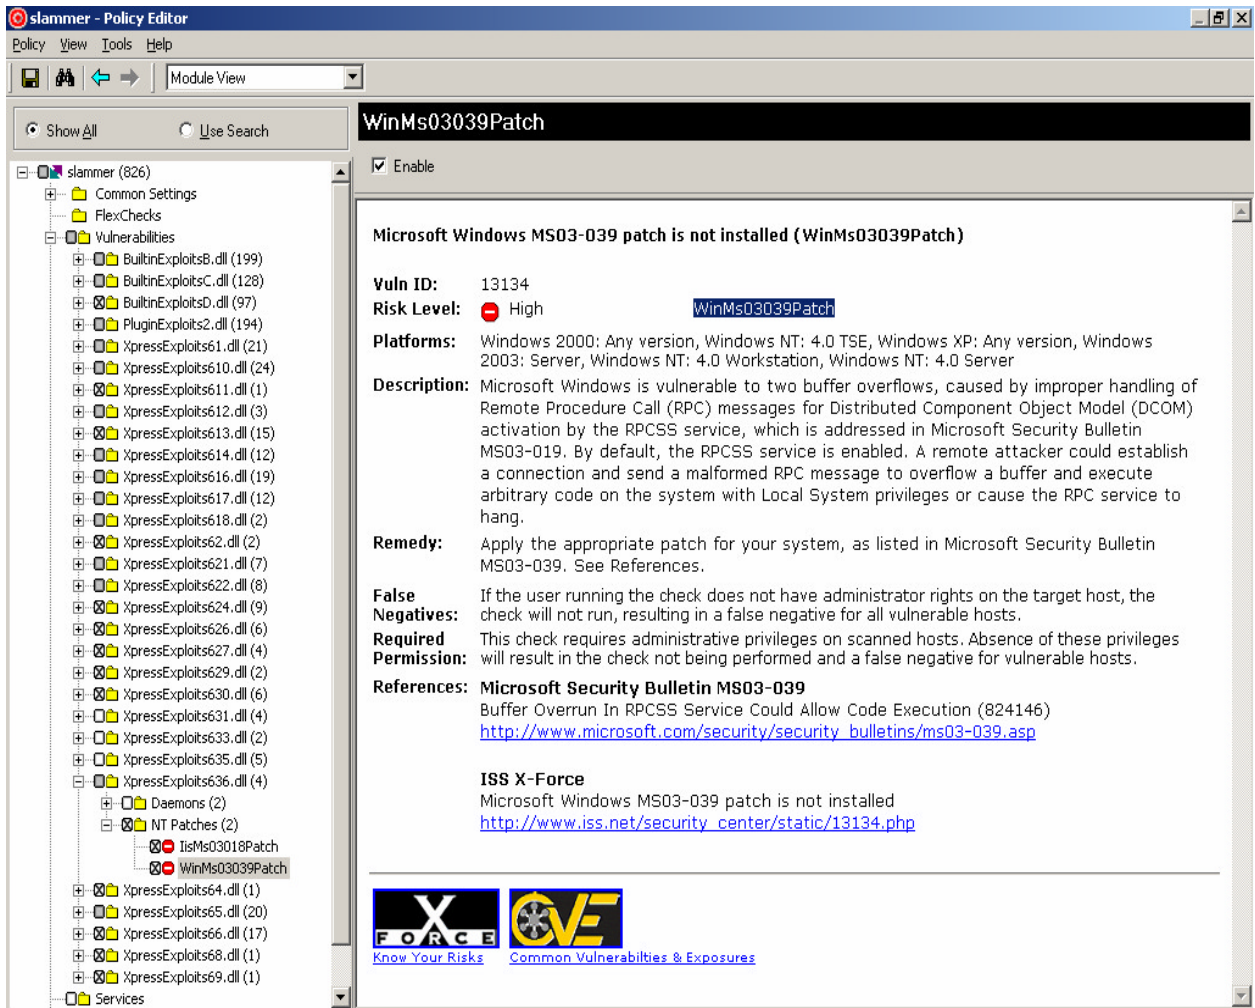 slammer - Policy Editor
Policy View Tools Help
Module View
Show All
Use Search
slammer (826)
Common Settings
FlexChecks
Vulnerabilities
BuiltinExploitsB.dll (199)
BuiltinExploitsC.dll (128)
BuiltinExploitsD.dll (97)
PluginExploits2.dll (194)
XpressExploits61.dll (21)
XpressExploits610.dll (24)
XpressExploits611.dll (1)
XpressExploits612.dll (3)
XpressExploits613.dll (15)
XpressExploits614.dll (12)
XpressExploits616.dll (19)
XpressExploits617.dll (12)
XpressExploits618.dll (2)
XpressExploits62.dll (2)
XpressExploits621.dll (7)
XpressExploits622.dll (8)
XpressExploits624.dll (9)
XpressExploits626.dll (6)
XpressExploits627.dll (4)
XpressExploits629.dll (2)
XpressExploits630.dll (6)
XpressExploits631.dll (4)
XpressExploits633.dll (2)
XpressExploits635.dll (5)
XpressExploits636.dll (4)
Daemons (2)
NT Patches (2)
IisMs03018Patch
WinMs03039Patch
XpressExploits64.dll (1)
XpressExploits65.dll (20)
XpressExploits66.dll (17)
XpressExploits68.dll (1)
XpressExploits69.dll (1)
Services
WinMs03039Patch
Enable
Microsoft Windows MS03-039 patch is not installed (WinMs03039Patch)
Vuln ID: 13134
Risk Level: High WinMs03039Patch
Platforms: Windows 2000: Any version, Windows NT: 4.0 TSE, Windows XP: Any version, Windows
2003: Server, Windows NT: 4.0 Workstation, Windows NT: 4.0 Server
Description: Microsoft Windows is vulnerable to two buffer overflows, caused by improper handling of
Remote Procedure Call (RPC) messages for Distributed Component Object Model (DCOM)
activation by the RPCSS service, which is addressed in Microsoft Security Bulletin
MS03-019. By default, the RPCSS service is enabled. A remote attacker could establish
a connection and send a malformed RPC message to overflow a buffer and execute
arbitrary code on the system with Local System privileges or cause the RPC service to
hang.
Remedy: Apply the appropriate patch for your system, as listed in Microsoft Security Bulletin
MS03-039. See References.
False Negatives: If the user running the check does not have administrator rights on the target host, the
check will not run, resulting in a false negative for all vulnerable hosts.
Required Permission: This check requires administrative privileges on scanned hosts. Absence of these privileges
will result in the check not being performed and a false negative for vulnerable hosts.
References: Microsoft Security Bulletin MS03-039
Buffer Overrun In RPCSS Service Could Allow Code Execution (824146)
http://www.microsoft.com/security/security_bulletins/ms03-039.asp
ISS X-Force
Microsoft Windows MS03-039 patch is not installed
http://www.iss.net/security_center/static/13134.php
X
FORCE
CVE
Know Your Risks
Common Vulnerabilties & Exposures